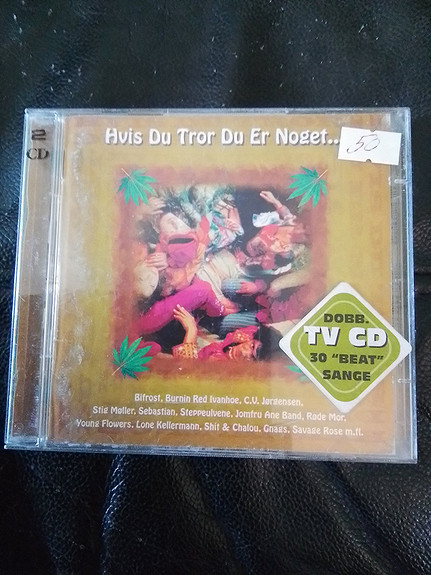 2
CD
Hvis Du Tror Du Er Noget...
50
DOBB.
TV CD
30 "BEAT"
SANGE
Bifrost, Burnin Red Ivanhoe, C.V. Jørgensen,
Stig Møller, Sebastian, Steppeulvene, Jomfru Ane Band, Røde Mor,
Young Flowers, Lone Kellermann, Shit & Chalou, Gnags, Savage Rose m.fl.